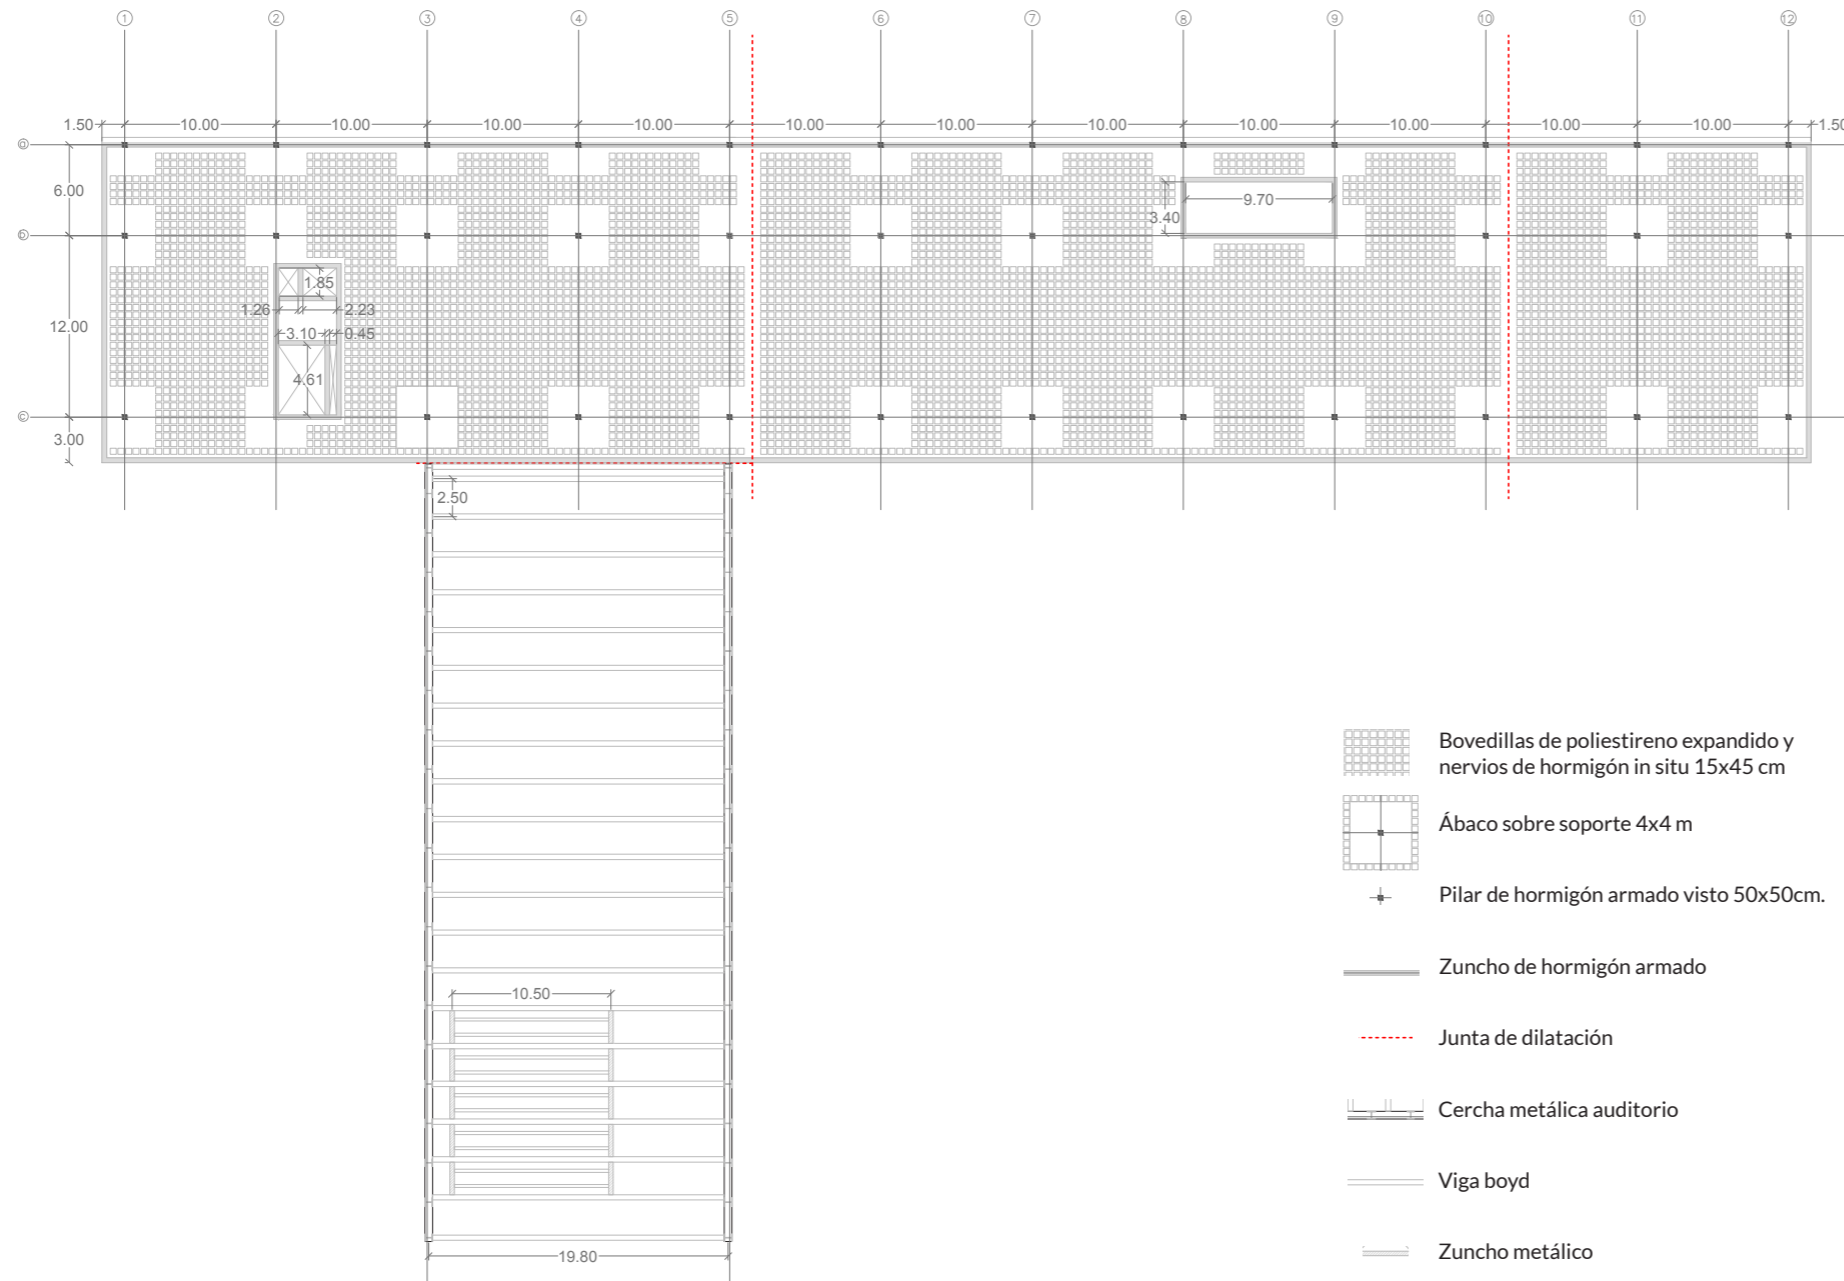 1 2 3 4 5 6 7 8 9 10 11 12
1.50 10.00 10.00 10.00 10.00 10.00 10.00 10.00 10.00 10.00 10.00 10.00 1.50
6.00
9.70
3.40
1.85
1.26 2.23
12.00
3.10 0.45
4.61
C
3.00
2.50
10.50
19.80
Bovedillas de poliestireno expandido y
nervios de hormigón in situ 15x45 cm
Ábaco sobre soporte 4x4 m
Pilar de hormigón armado visto 50x50cm.
Zuncho de hormigón armado
Junta de dilatación
Cercha metálica auditorio
Viga boyd
Zuncho metálico